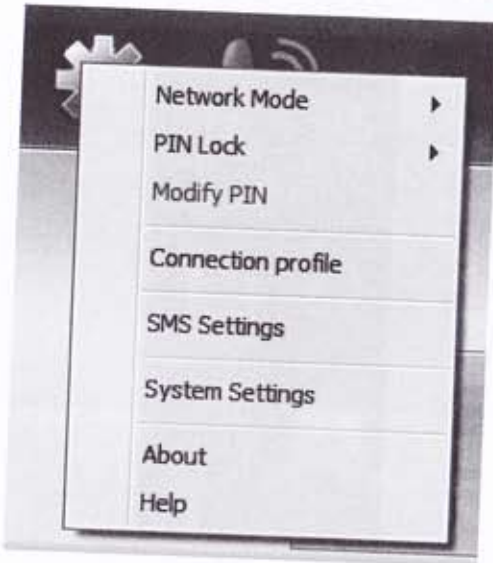 Network Mode
PIN Lock
Modify PIN
Connection profile
SMS Settings
System Settings
About
Help